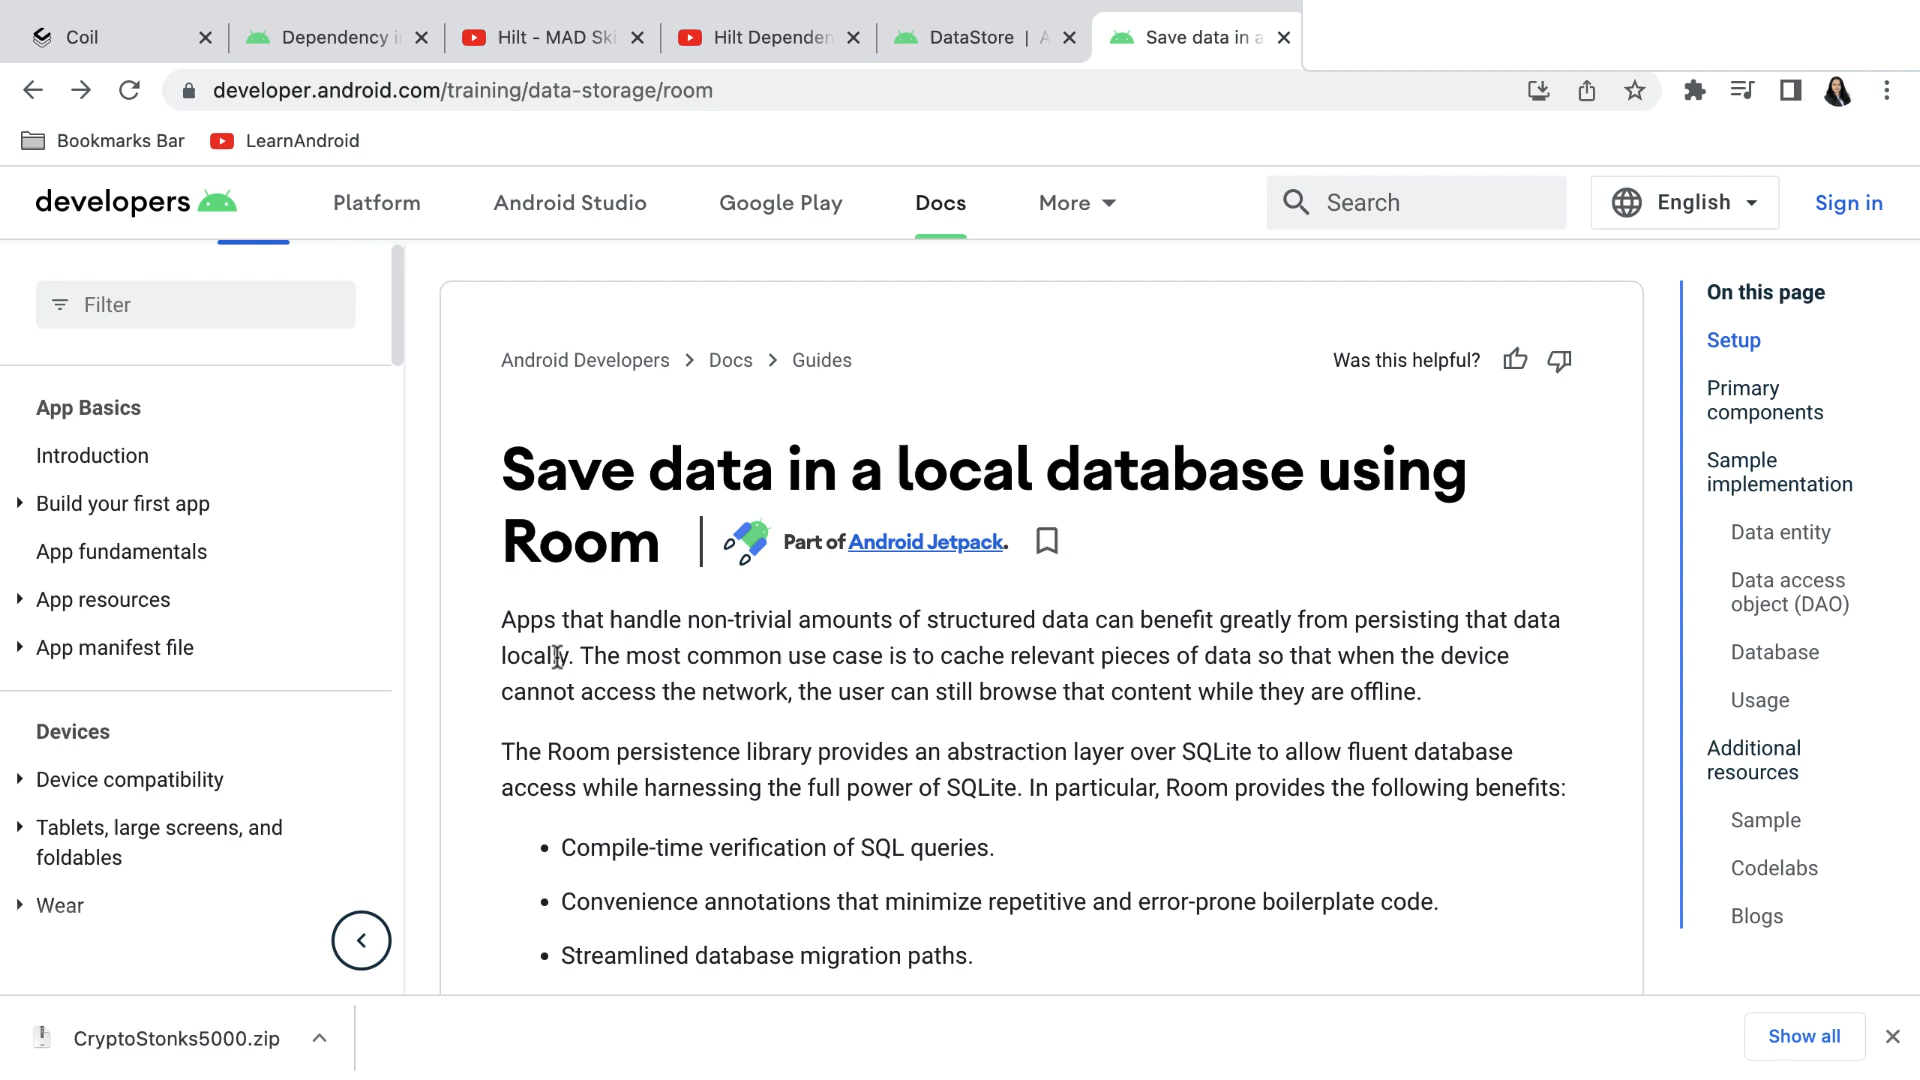 Coil
Dependency i
Hilt - MAD Ski
Hilt Dependen
DataStore | A
Save data in a
developer.android.com/training/data-storage/room
Bookmarks Bar
LearnAndroid
developers
Platform
Android Studio
Google Play
Docs
More
Search
English
Sign in
Filter
App Basics
Introduction
Build your first app
App fundamentals
App resources
App manifest file
Devices
Device compatibility
Tablets, large screens, and
foldables
Wear
Android Developers
Docs
Guides
Was this helpful?
Save data in a local database using
Room
Part of Android Jetpack.
Apps that handle non-trivial amounts of structured data can benefit greatly from persisting that data
locally. The most common use case is to cache relevant pieces of data so that when the device
cannot access the network, the user can still browse that content while they are offline.
The Room persistence library provides an abstraction layer over SQLite to allow fluent database
access while harnessing the full power of SQLite. In particular, Room provides the following benefits:
• Compile-time verification of SQL queries.
• Convenience annotations that minimize repetitive and error-prone boilerplate code.
• Streamlined database migration paths.
On this page
Setup
Primary
components
Sample
implementation
Data entity
Data access
object (DAO)
Database
Usage
Additional
resources
Sample
Codelabs
Blogs
CryptoStonks5000.zip
Show all